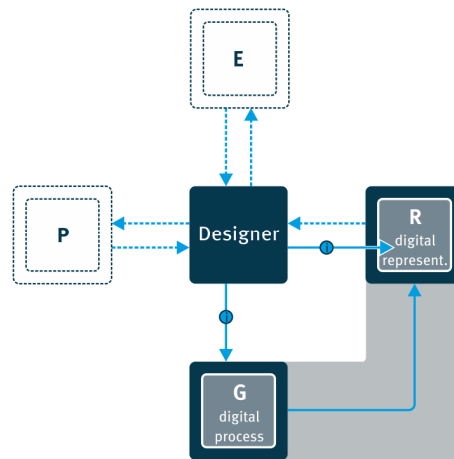 E
P
Designer
R
digital
represent.
i
i
G
digital
process